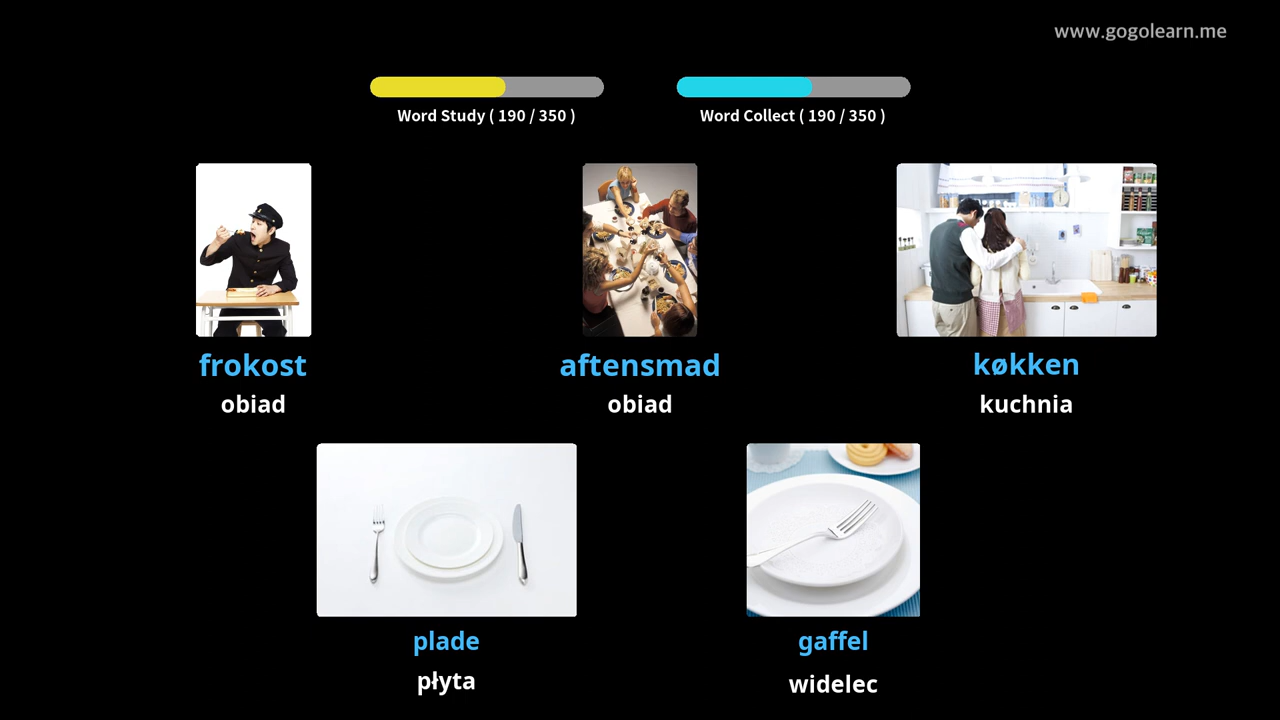 www.gogolearn.me
Word Study ( 190 / 350 )
Word Collect ( 190 / 350 )
frokost
obiad
aftensmad
obiad
køkken
kuchnia
plade
płyta
gaffel
widelec